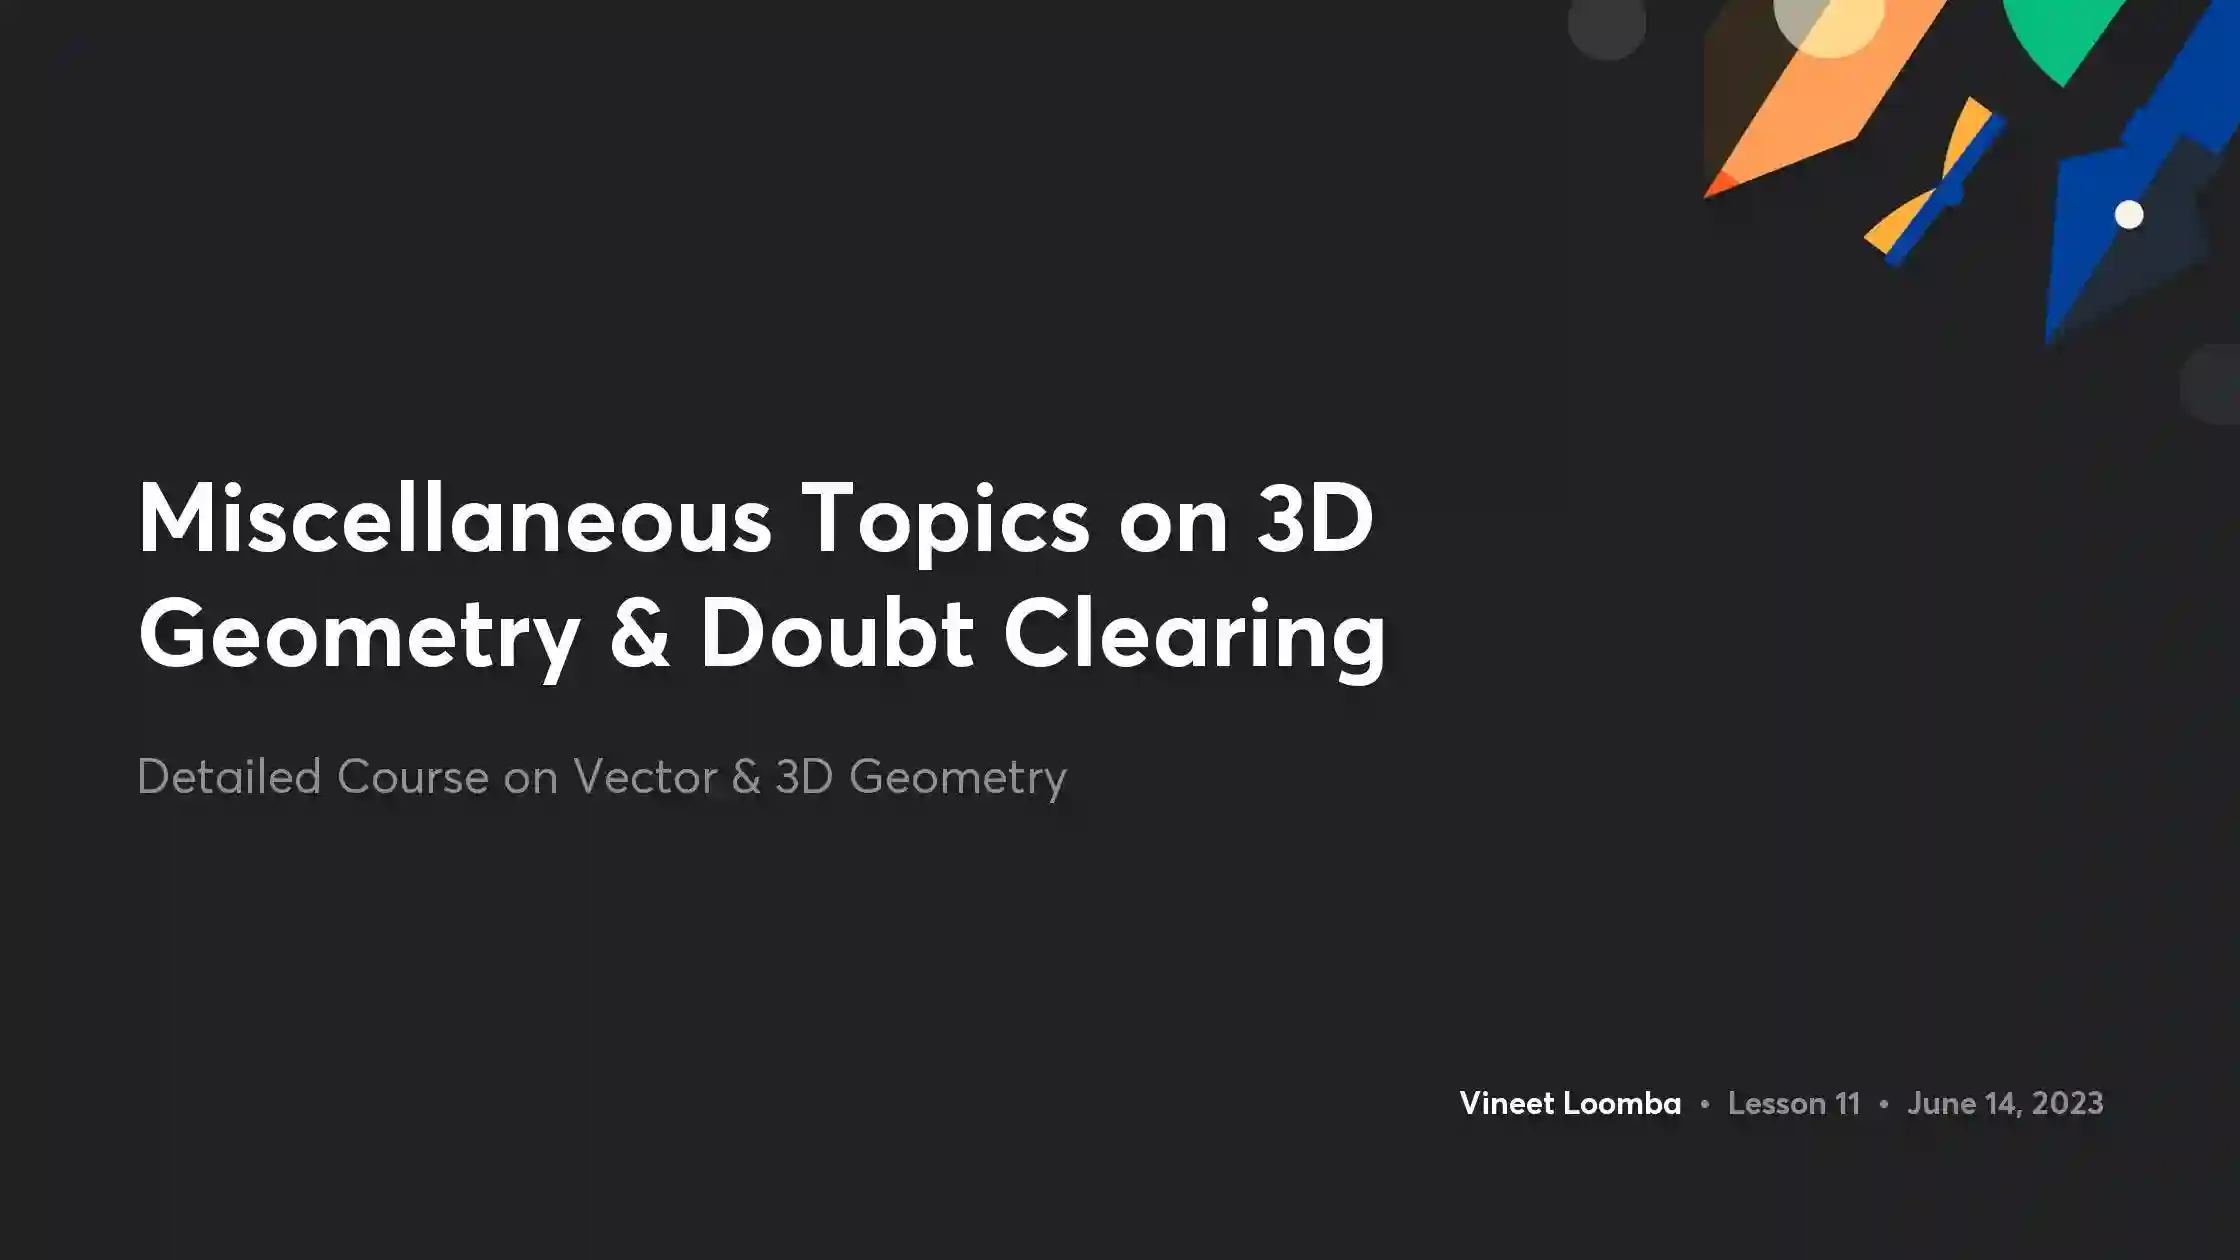 Miscellaneous Topics on 3D
Geometry & Doubt Clearing
Detailed Course on Vector & 3D Geometry
Vineet Loomba • Lesson 11 • June 14, 2023